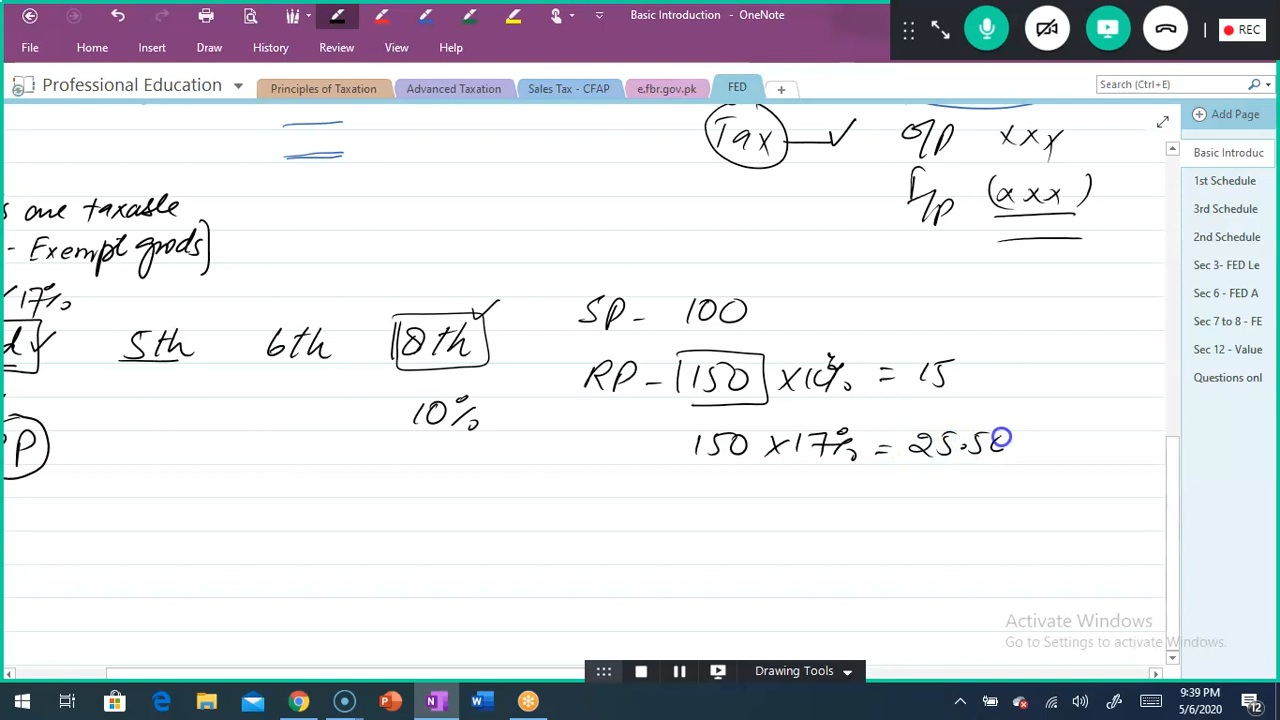 Basic Introduction - OneNote
REC
File Home Insert Draw History Review View Help
Professional Education
Principles of Taxation
Advanced Taxation
Sales Tax - CFAP
e.fbr.gov.pk
FED
Search (Ctrl+E)
Add Page
Basic Introduc
1st Schedule
3rd Schedule
2nd Schedule
Sec 3- FED Le
Sec 6 - FED A
Sec 7 to 8 - FE
Sec 12 - Value
Questions onl
Tax
O/p xxx
I/p (xxx)
s one taxable
- Exempt goods]
17%
d
5th 6th 8th
10%
P
SP - 100
RP - 150 x 10% = 15
150 x 17% = 25.50
Activate Windows
Go to Settings to activate Windows.
Drawing Tools
9:39 PM
5/6/2020
12